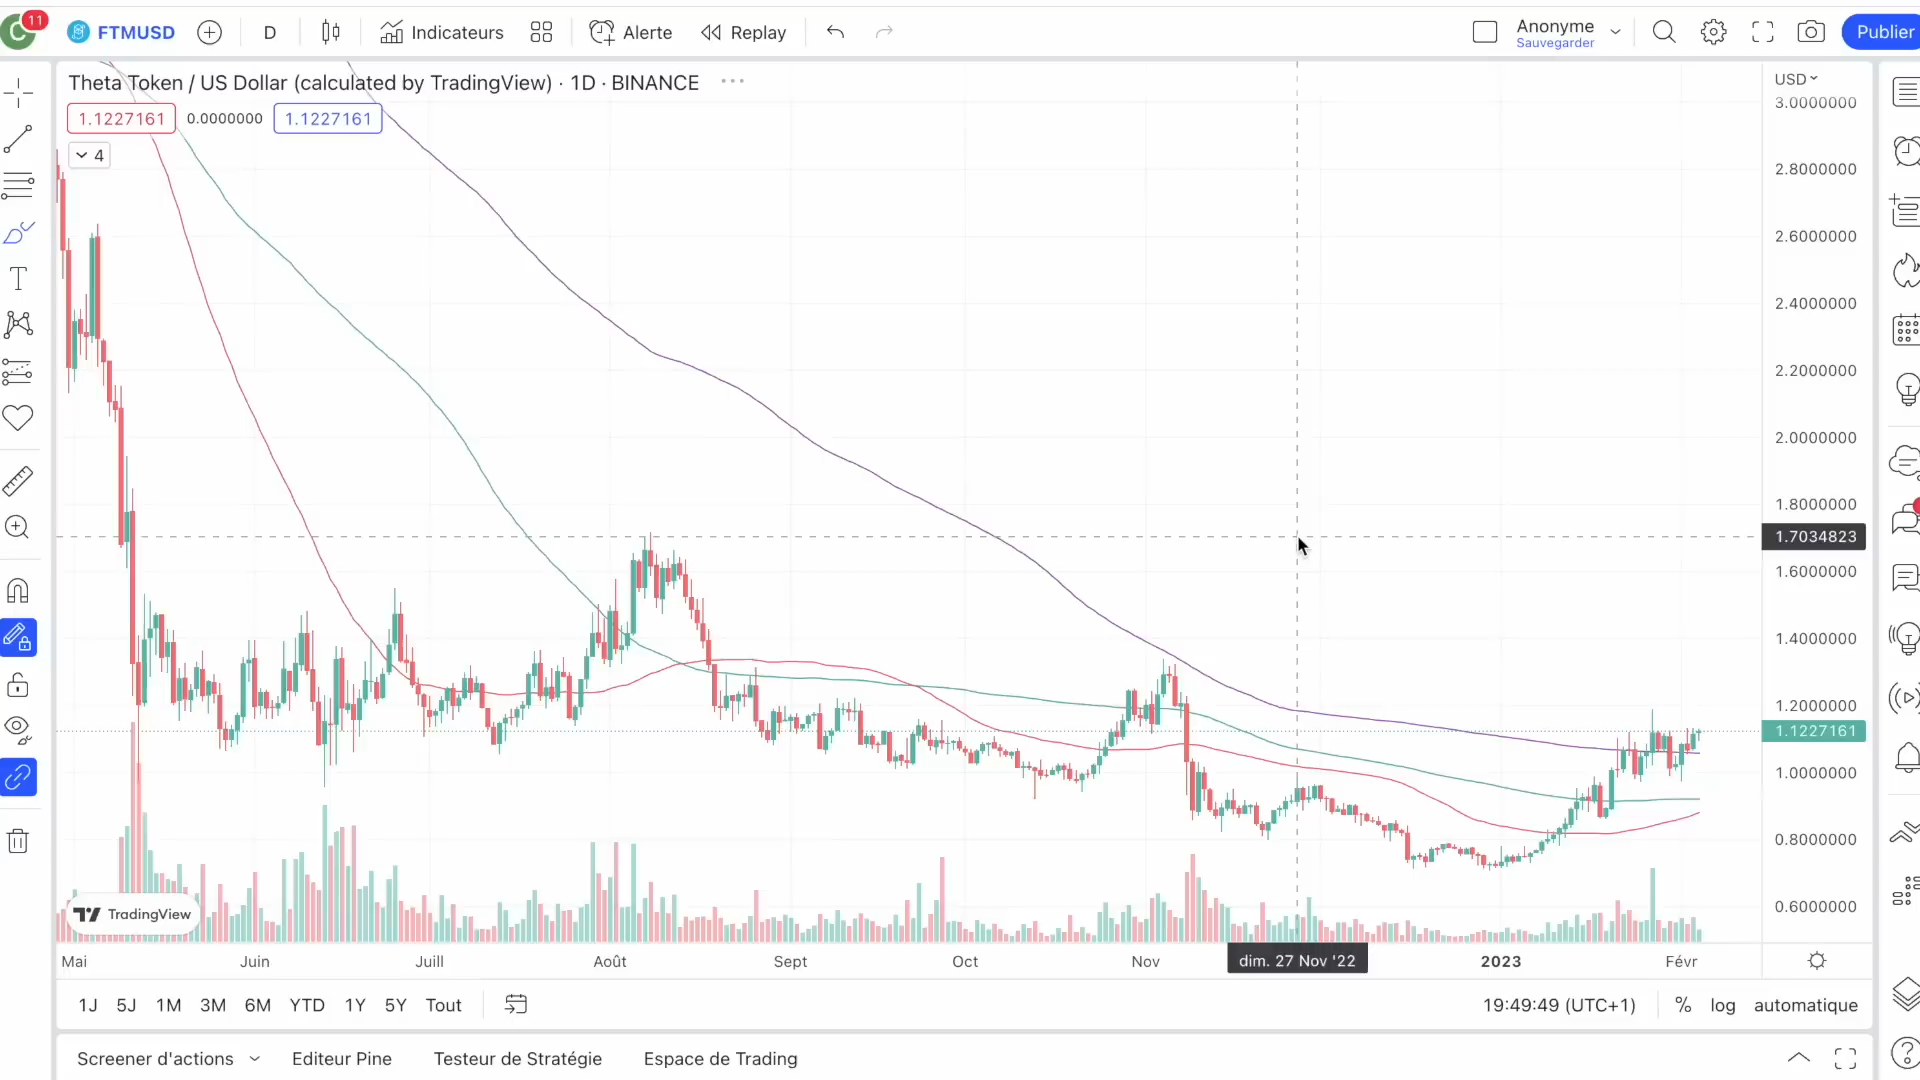 C
11
FTMUSD
D
Indicateurs
Alerte
Replay
Anonyme
Sauvegarder
Publier
Theta Token / US Dollar (calculated by TradingView) · 1D · BINANCE
USD
1.1227161
0.0000000
1.1227161
4
3.0000000
2.8000000
2.6000000
2.4000000
2.2000000
2.0000000
1.8000000
1.7034823
1.6000000
1.4000000
1.2000000
1.1227161
1.0000000
0.8000000
0.6000000
TradingView
Mai
Juin
Juill
Août
Sept
Oct
Nov
dim. 27 Nov '22
2023
Févr
1J
5J
1M
3M
6M
YTD
1Y
5Y
Tout
19:49:49 (UTC+1)
%
log
automatique
Screener d'actions
Editeur Pine
Testeur de Stratégie
Espace de Trading